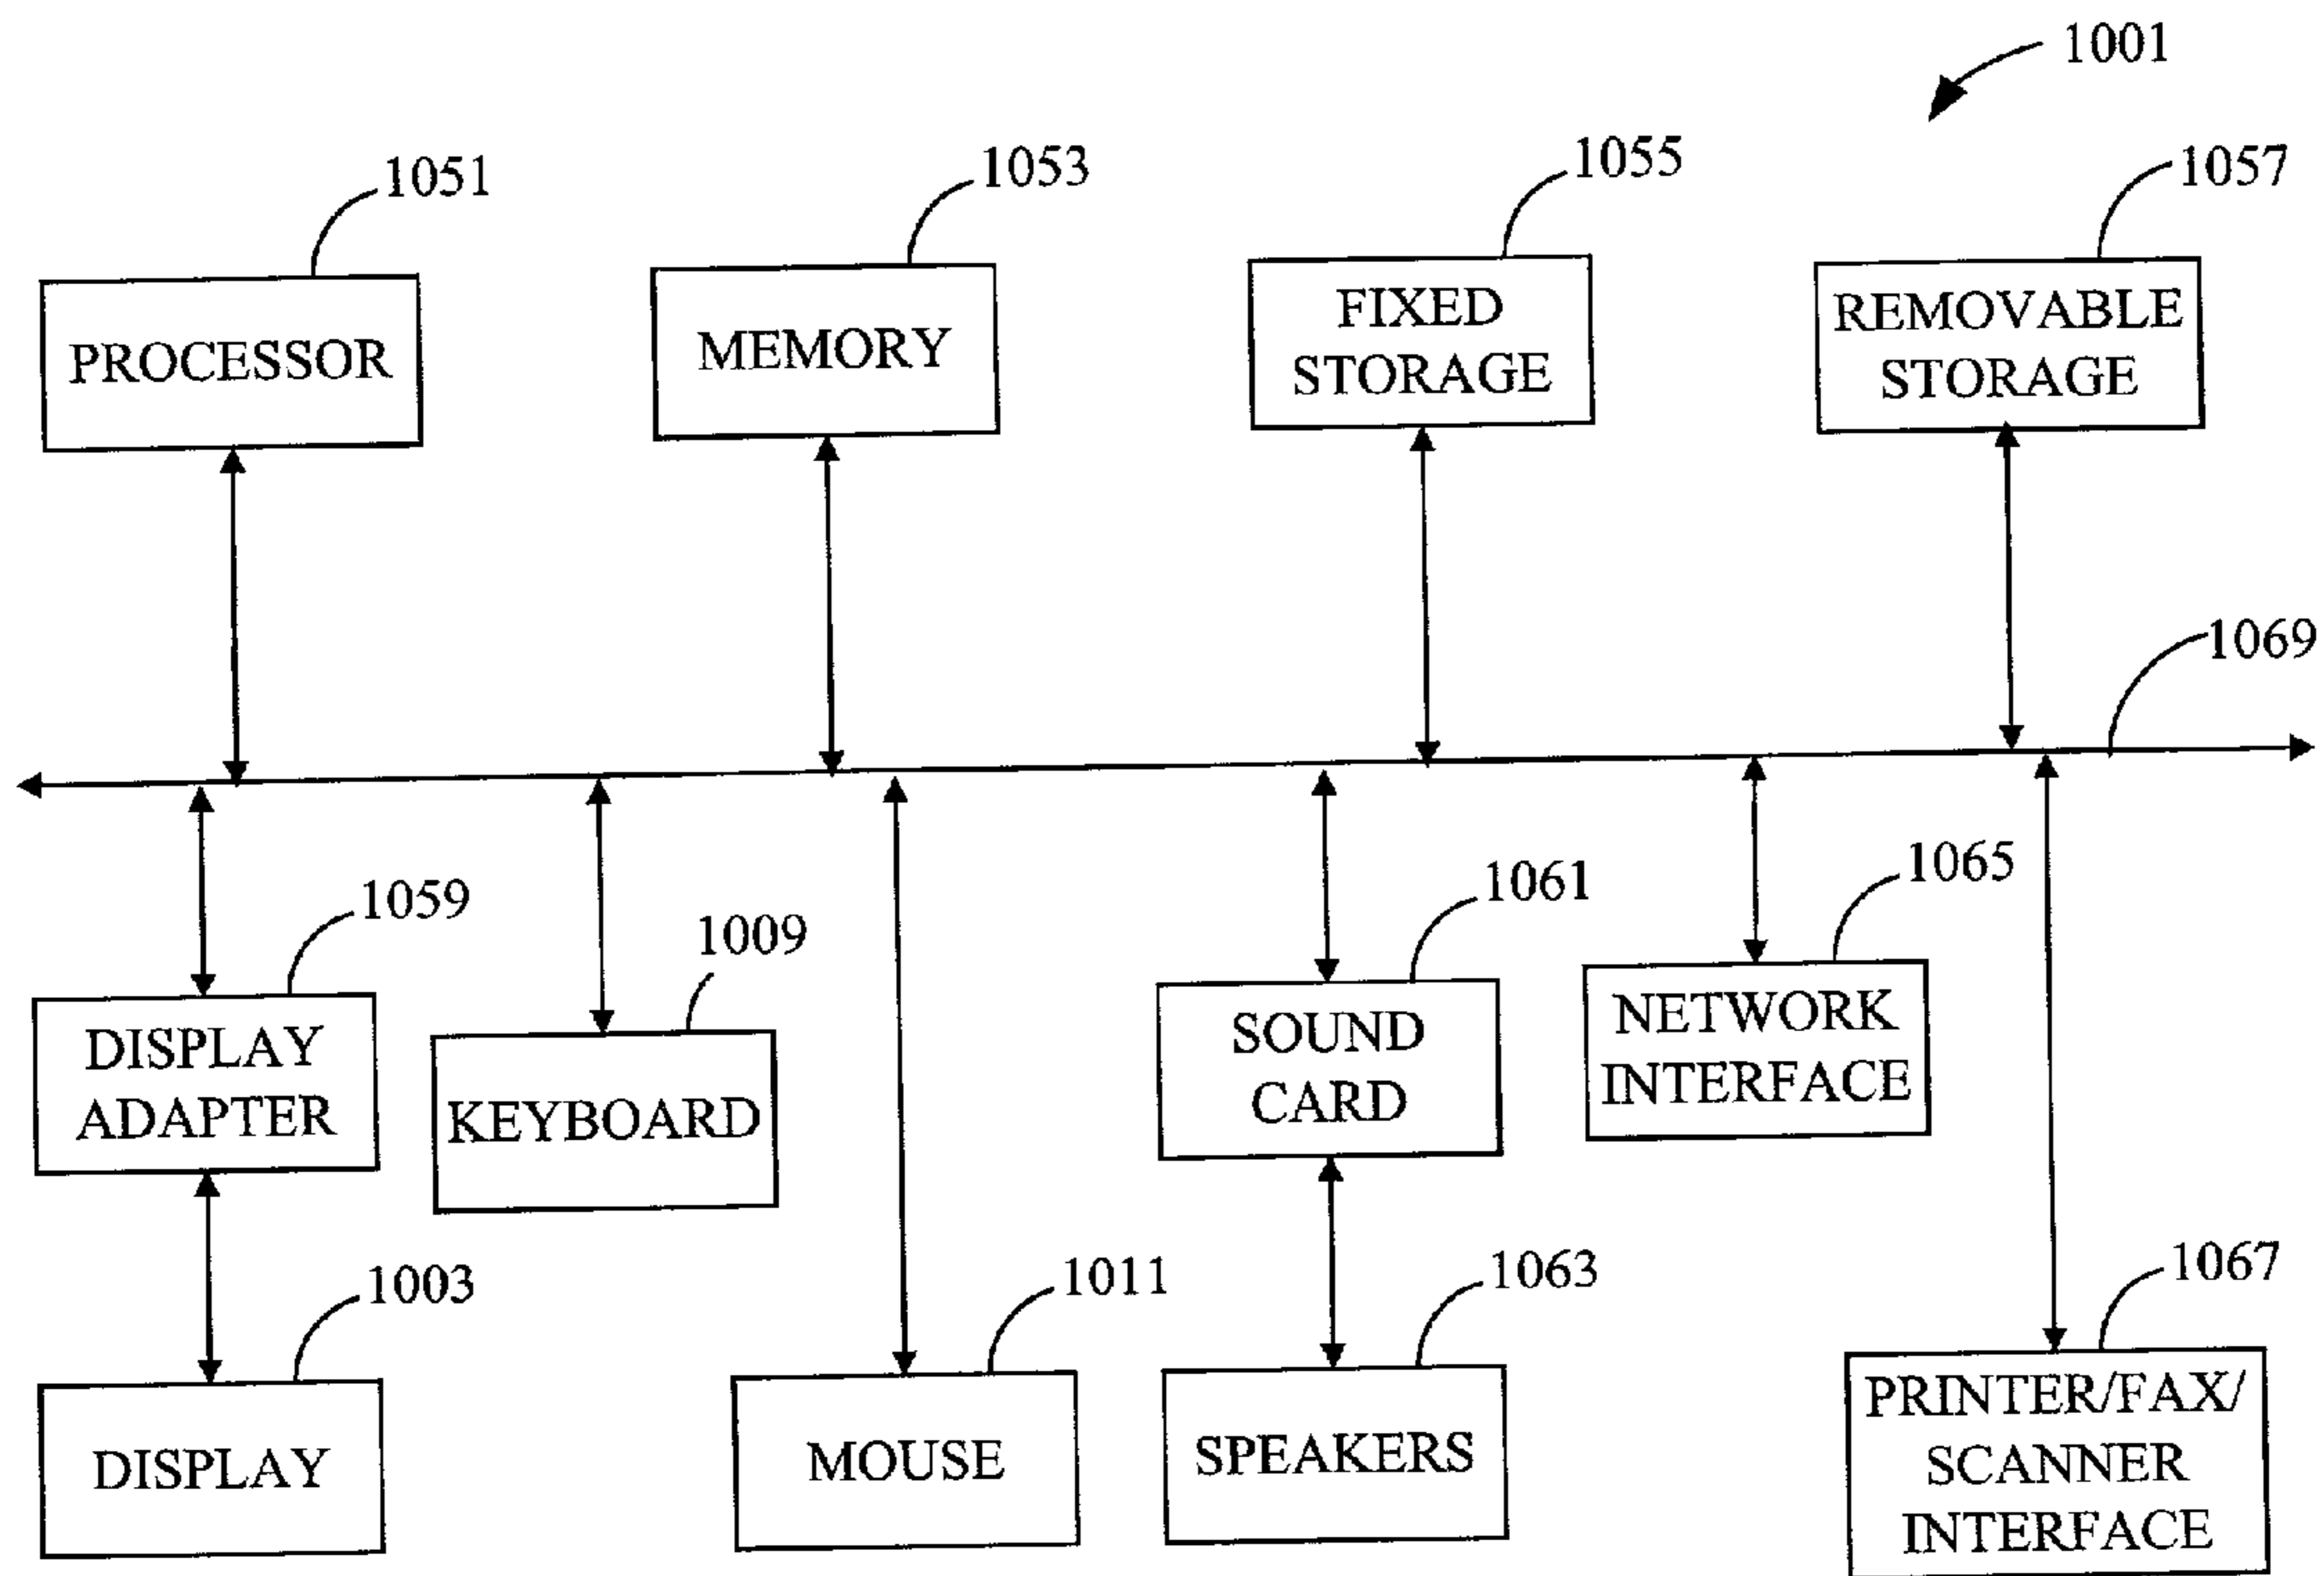 1001
1051
1053
1055
1057
PROCESSOR
MEMORY
FIXED
STORAGE
REMOVABLE
STORAGE
1069
1059
1009
1061
1065
DISPLAY
ADAPTER
KEYBOARD
SOUND
CARD
NETWORK
INTERFACE
1003
1011
1063
1067
DISPLAY
MOUSE
SPEAKERS
PRINTER/FAX/
SCANNER
INTERFACE